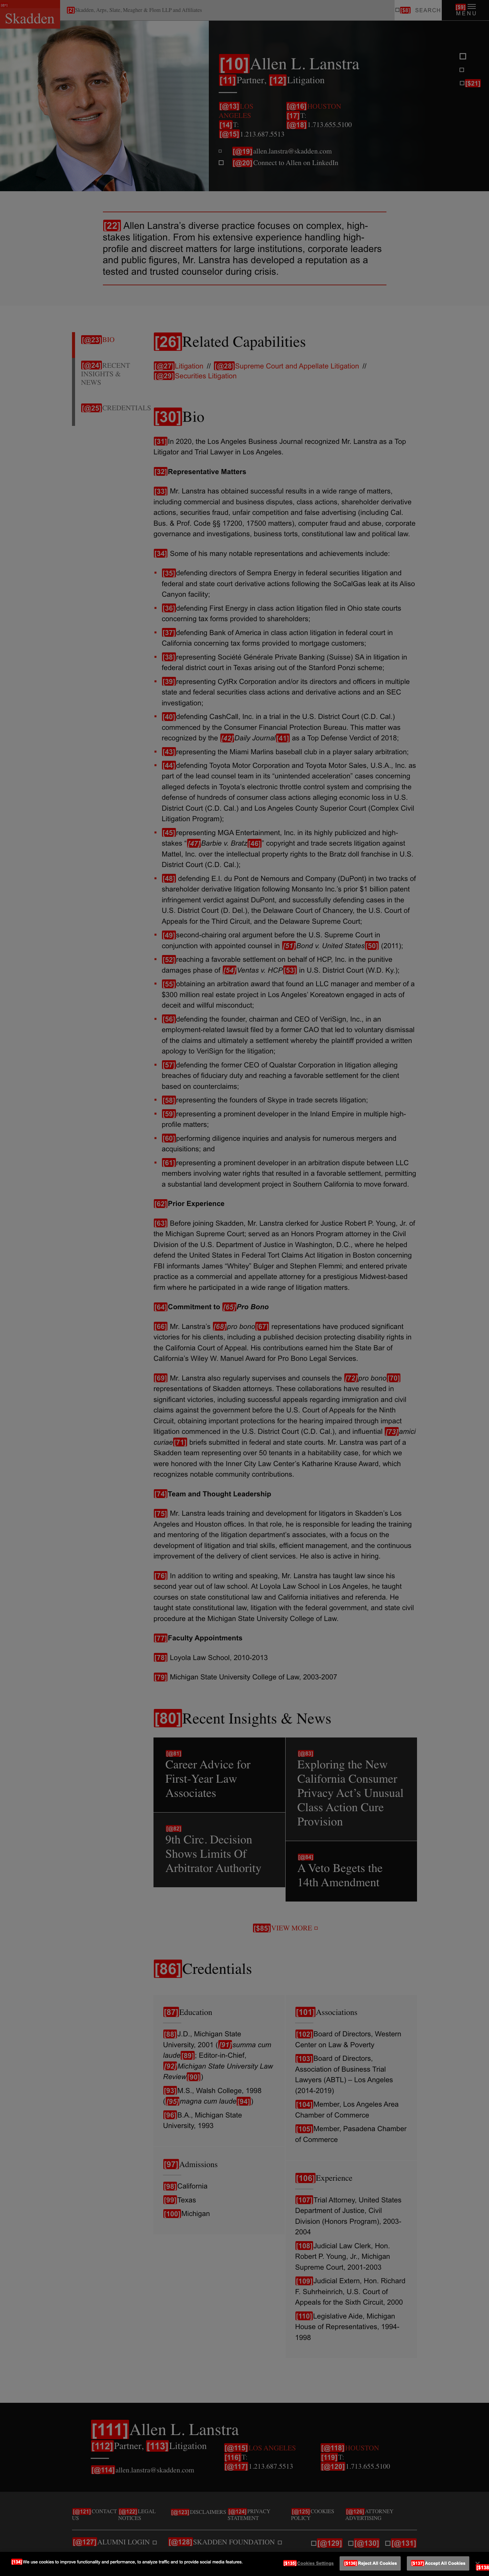 Skadden
[2]Skadden, Arps, Slate, Meagher & Flom LLP and Affiliates
SEARCH
MENU
[10]Allen L. Lanstra
[11]Partner, [12]Litigation
[@13]LOS
ANGELES
[14]T:
[@15]1.213.687.5513
[@16]HOUSTON
[17]T:
[@18]1.713.655.5100
[@19]allen.lanstra@skadden.com
[@20]Connect to Allen on LinkedIn
[$21]
[22] Allen Lanstra’s diverse practice focuses on complex, high-
stakes litigation. From his extensive experience handling high-
profile and discreet matters for large institutions, corporate leaders
and public figures, Mr. Lanstra has developed a reputation as a
tested and trusted counselor during crisis.
[@23]BIO
[@24]RECENT
INSIGHTS &
NEWS
[@25]CREDENTIALS
[26]Related Capabilities
[@27]Litigation // [@28]Supreme Court and Appellate Litigation //
[@29]Securities Litigation
[30]Bio
[31]In 2020, the Los Angeles Business Journal recognized Mr. Lanstra as a Top
Litigator and Trial Lawyer in Los Angeles.
[32]Representative Matters
[33] Mr. Lanstra has obtained successful results in a wide range of matters,
including commercial and business disputes, class actions, shareholder derivative
actions, securities fraud, unfair competition and false advertising (including Cal.
Bus. & Prof. Code §§ 17200, 17500 matters), computer fraud and abuse, corporate
governance and investigations, business torts, constitutional law and political law.
[34] Some of his many notable representations and achievements include:
[35]defending directors of Sempra Energy in federal securities litigation and
federal and state court derivative actions following the SoCalGas leak at its Aliso
Canyon facility;
[36]defending First Energy in class action litigation filed in Ohio state courts
concerning tax forms provided to shareholders;
[37]defending Bank of America in class action litigation in federal court in
California concerning tax forms provided to mortgage customers;
[38]representing Société Générale Private Banking (Suisse) SA in litigation in
federal district court in Texas arising out of the Stanford Ponzi scheme;
[39]representing CytRx Corporation and/or its directors and officers in multiple
state and federal securities class actions and derivative actions and an SEC
investigation;
[40]defending CashCall, Inc. in a trial in the U.S. District Court (C.D. Cal.)
commenced by the Consumer Financial Protection Bureau. This matter was
recognized by the [42]Daily Journal[41] as a Top Defense Verdict of 2018;
[43]representing the Miami Marlins baseball club in a player salary arbitration;
[44]defending Toyota Motor Corporation and Toyota Motor Sales, U.S.A., Inc. as
part of the lead counsel team in its “unintended acceleration” cases concerning
alleged defects in Toyota’s electronic throttle control system and comprising the
defense of hundreds of consumer class actions alleging economic loss in U.S.
District Court (C.D. Cal.) and Los Angeles County Superior Court (Complex Civil
Litigation Program);
[45]representing MGA Entertainment, Inc. in its highly publicized and high-
stakes “[47]Barbie v. Bratz[46]” copyright and trade secrets litigation against
Mattel, Inc. over the intellectual property rights to the Bratz doll franchise in U.S.
District Court (C.D. Cal.);
[48] defending E.I. du Pont de Nemours and Company (DuPont) in two tracks of
shareholder derivative litigation following Monsanto Inc.’s prior $1 billion patent
infringement verdict against DuPont, and successfully defending cases in the
U.S. District Court (D. Del.), the Delaware Court of Chancery, the U.S. Court of
Appeals for the Third Circuit, and the Delaware Supreme Court;
[49]second-chairing oral argument before the U.S. Supreme Court in
conjunction with appointed counsel in [51]Bond v. United States[50] (2011);
[52]reaching a favorable settlement on behalf of HCP, Inc. in the punitive
damages phase of [54]Ventas v. HCP[53] in U.S. District Court (W.D. Ky.);
[55]obtaining an arbitration award that found an LLC manager and member of a
$300 million real estate project in Los Angeles’ Koreatown engaged in acts of
deceit and willful misconduct;
[56]defending the founder, chairman and CEO of VeriSign, Inc., in an
employment-related lawsuit filed by a former CAO that led to voluntary dismissal
of the claims and ultimately a settlement whereby the plaintiff provided a written
apology to VeriSign for the litigation;
[57]defending the former CEO of Qualstar Corporation in litigation alleging
breaches of fiduciary duty and reaching a favorable settlement for the client
based on counterclaims;
[58]representing the founders of Skype in trade secrets litigation;
[59]representing a prominent developer in the Inland Empire in multiple high-
profile matters;
[60]performing diligence inquiries and analysis for numerous mergers and
acquisitions; and
[61]representing a prominent developer in an arbitration dispute between LLC
members involving water rights that resulted in a favorable settlement, permitting
a substantial land development project in Southern California to move forward.
[62]Prior Experience
[63] Before joining Skadden, Mr. Lanstra clerked for Justice Robert P. Young, Jr. of
the Michigan Supreme Court; served as an Honors Program attorney in the Civil
Division of the U.S. Department of Justice in Washington, D.C., where he helped
defend the United States in Federal Tort Claims Act litigation in Boston concerning
FBI informants James “Whitey” Bulger and Stephen Flemmi; and entered private
practice as a commercial and appellate attorney for a prestigious Midwest-based
firm where he participated in a wide range of litigation matters.
[64]Commitment to [65]Pro Bono
[66] Mr. Lanstra’s [68]pro bono[67] representations have produced significant
victories for his clients, including a published decision protecting disability rights in
the California Court of Appeal. His contributions earned him the State Bar of
California’s Wiley W. Manuel Award for Pro Bono Legal Services.
[69] Mr. Lanstra also regularly supervises and counsels the [72]pro bono[70]
representations of Skadden attorneys. These collaborations have resulted in
significant victories, including successful appeals involving civil rights and civil
claims against the government before the U.S. Court of Appeals for the Ninth
Circuit, obtaining important protections for the hearing impaired through impact
litigation commenced in the U.S. District Court (C.D. Cal.), and influential [73]amici
curiae[71] briefs submitted in federal and state courts. Mr. Lanstra was part of a
Skadden team representing over 50 tenants in a habitability case, for which we
were honored with the Inner City Law Center’s Katharine Krause Award, which
recognizes notable community contributions.
[74]Team and Thought Leadership
[75] Mr. Lanstra leads training and development for litigators in Skadden’s Los
Angeles and Houston offices. In that role, he is responsible for leading the training
and mentoring of the litigation department’s associates, with a focus on the
development of litigation and trial skills, efficient management, and the continuous
improvement of the delivery of client services. He also is active in hiring.
[76] In addition to writing and speaking, Mr. Lanstra has taught law since his
second year out of law school. At Loyola Law School in Los Angeles, he taught
courses on state constitutional law and California initiatives and referenda. He
taught state constitutional law, litigation with the federal government, and state civil
procedure at the Michigan State University College of Law.
[77]Faculty Appointments
[78] Loyola Law School, 2010-2013
[79] Michigan State University College of Law, 2003-2007
[80]Recent Insights & News
[@81]
Career Advice for
First-Year Law
Associates
[@82]
9th Circ. Decision
Shows Limits Of
Arbitrator Authority
[@83]
Exploring the New
California Consumer
Privacy Act’s Unusual
Class Action Cure
Provision
[@84]
A Veto Begets the
14th Amendment
[$85]VIEW MORE
[86]Credentials
[87]Education
[88]J.D., Michigan State
University, 2001 ([91]summa cum
laude[89]; Editor-in-Chief,
[92]Michigan State University Law
Review[90])
[93]M.S., Walsh College, 1998
([95]magna cum laude[94])
[96]B.A., Michigan State
University, 1993
[97]Admissions
[98]California
[99]Texas
[100]Michigan
[101]Associations
[102]Board of Directors, Western
Center on Law & Poverty
[103]Board of Directors,
Association of Business Trial
Lawyers (ABTL) – Los Angeles
(2014-2019)
[104]Member, Los Angeles Area
Chamber of Commerce
[105]Member, Pasadena Chamber
of Commerce
[106]Experience
[107]Trial Attorney, United States
Department of Justice, Civil
Division (Honors Program), 2003-
2004
[108]Judicial Law Clerk, Hon.
Robert P. Young, Jr., Michigan
Supreme Court, 2001-2003
[109]Judicial Extern, Hon. Richard
F. Suhrheinrich, U.S. Court of
Appeals for the Sixth Circuit, 2000
[110]Legislative Aide, Michigan
House of Representatives, 1994-
1998
[111]Allen L. Lanstra
[112]Partner, [113]Litigation
[@114]allen.lanstra@skadden.com
[@115]LOS ANGELES
[116]T:
[@117]1.213.687.5513
[@118]HOUSTON
[119]T:
[@120]1.713.655.5100
[@121]CONTACT
US
[@122]LEGAL
NOTICES
[@123]DISCLAIMERS
[@124]PRIVACY
STATEMENT
[@125]COOKIES
POLICY
[@126]ATTORNEY
ADVERTISING
[@127]ALUMNI LOGIN
[@128]SKADDEN FOUNDATION
[@129] [@130] [@131]
[134]We use cookies to improve functionality and performance, to analyze traffic and to provide social media features.
[$135]Cookies Settings
[$136]Reject All Cookies
[$137]Accept All Cookies
[$138]